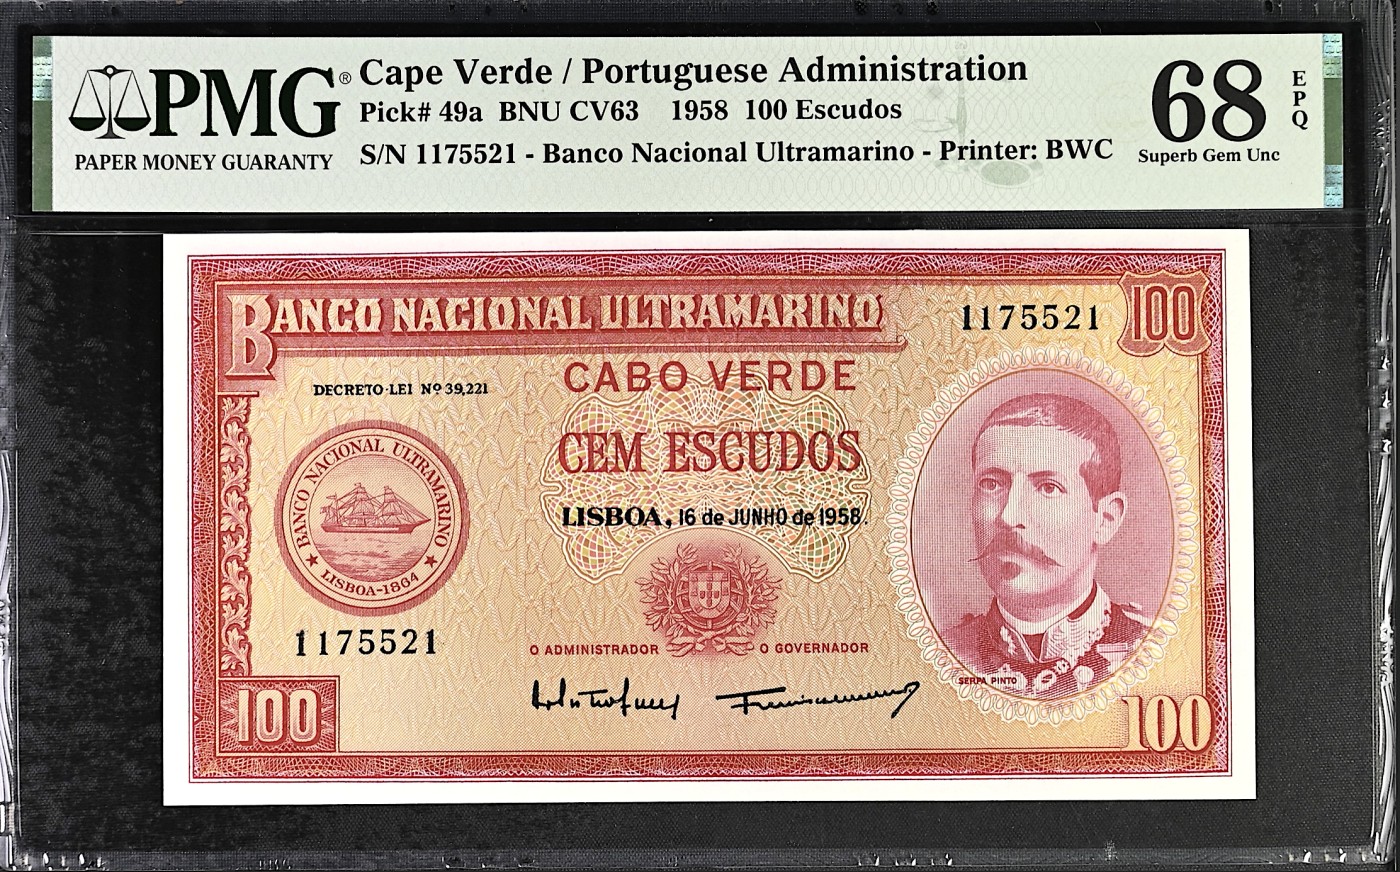 PMG®
PAPER MONEY GUARANTY
Cape Verde / Portuguese Administration
Pick# 49a BNU CV63 1958 100 Escudos
S/N 1175521 - Banco Nacional Ultramarino - Printer: BWC
68
EPQ
Superb Gem Unc
BANCO NACIONAL ULTRAMARINO
1175521
100
CABO VERDE
DECRETO-LEI Nº 39,221
CEM ESCUDOS
BANCO NACIONAL ULTRAMARINO
LISBOA-1864
LISBOA, 16 de JUNHO de 1958.
1175521
O ADMINISTRADOR
O GOVERNADOR
SERPA PINTO
100
100